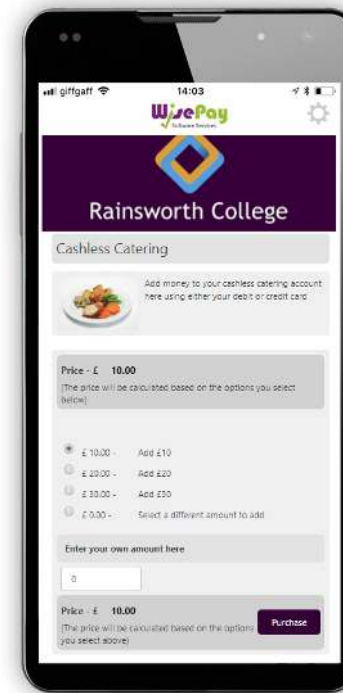 giffgaff 14:03
WisePay
Software Services
Rainsworth College
Cashless Catering
Add money to your cashless catering account
here using either your debit or credit card
Price - £ 10.00
(The price will be calculated based on the options you select
below)
£ 10.00 - Add £10
£ 20.00 - Add £20
£ 30.00 - Add £30
£ 0.00 - Select a different amount to add
Enter your own amount here
0
Price - £ 10.00
(The price will be calculated based on the options
you select above)
Purchase